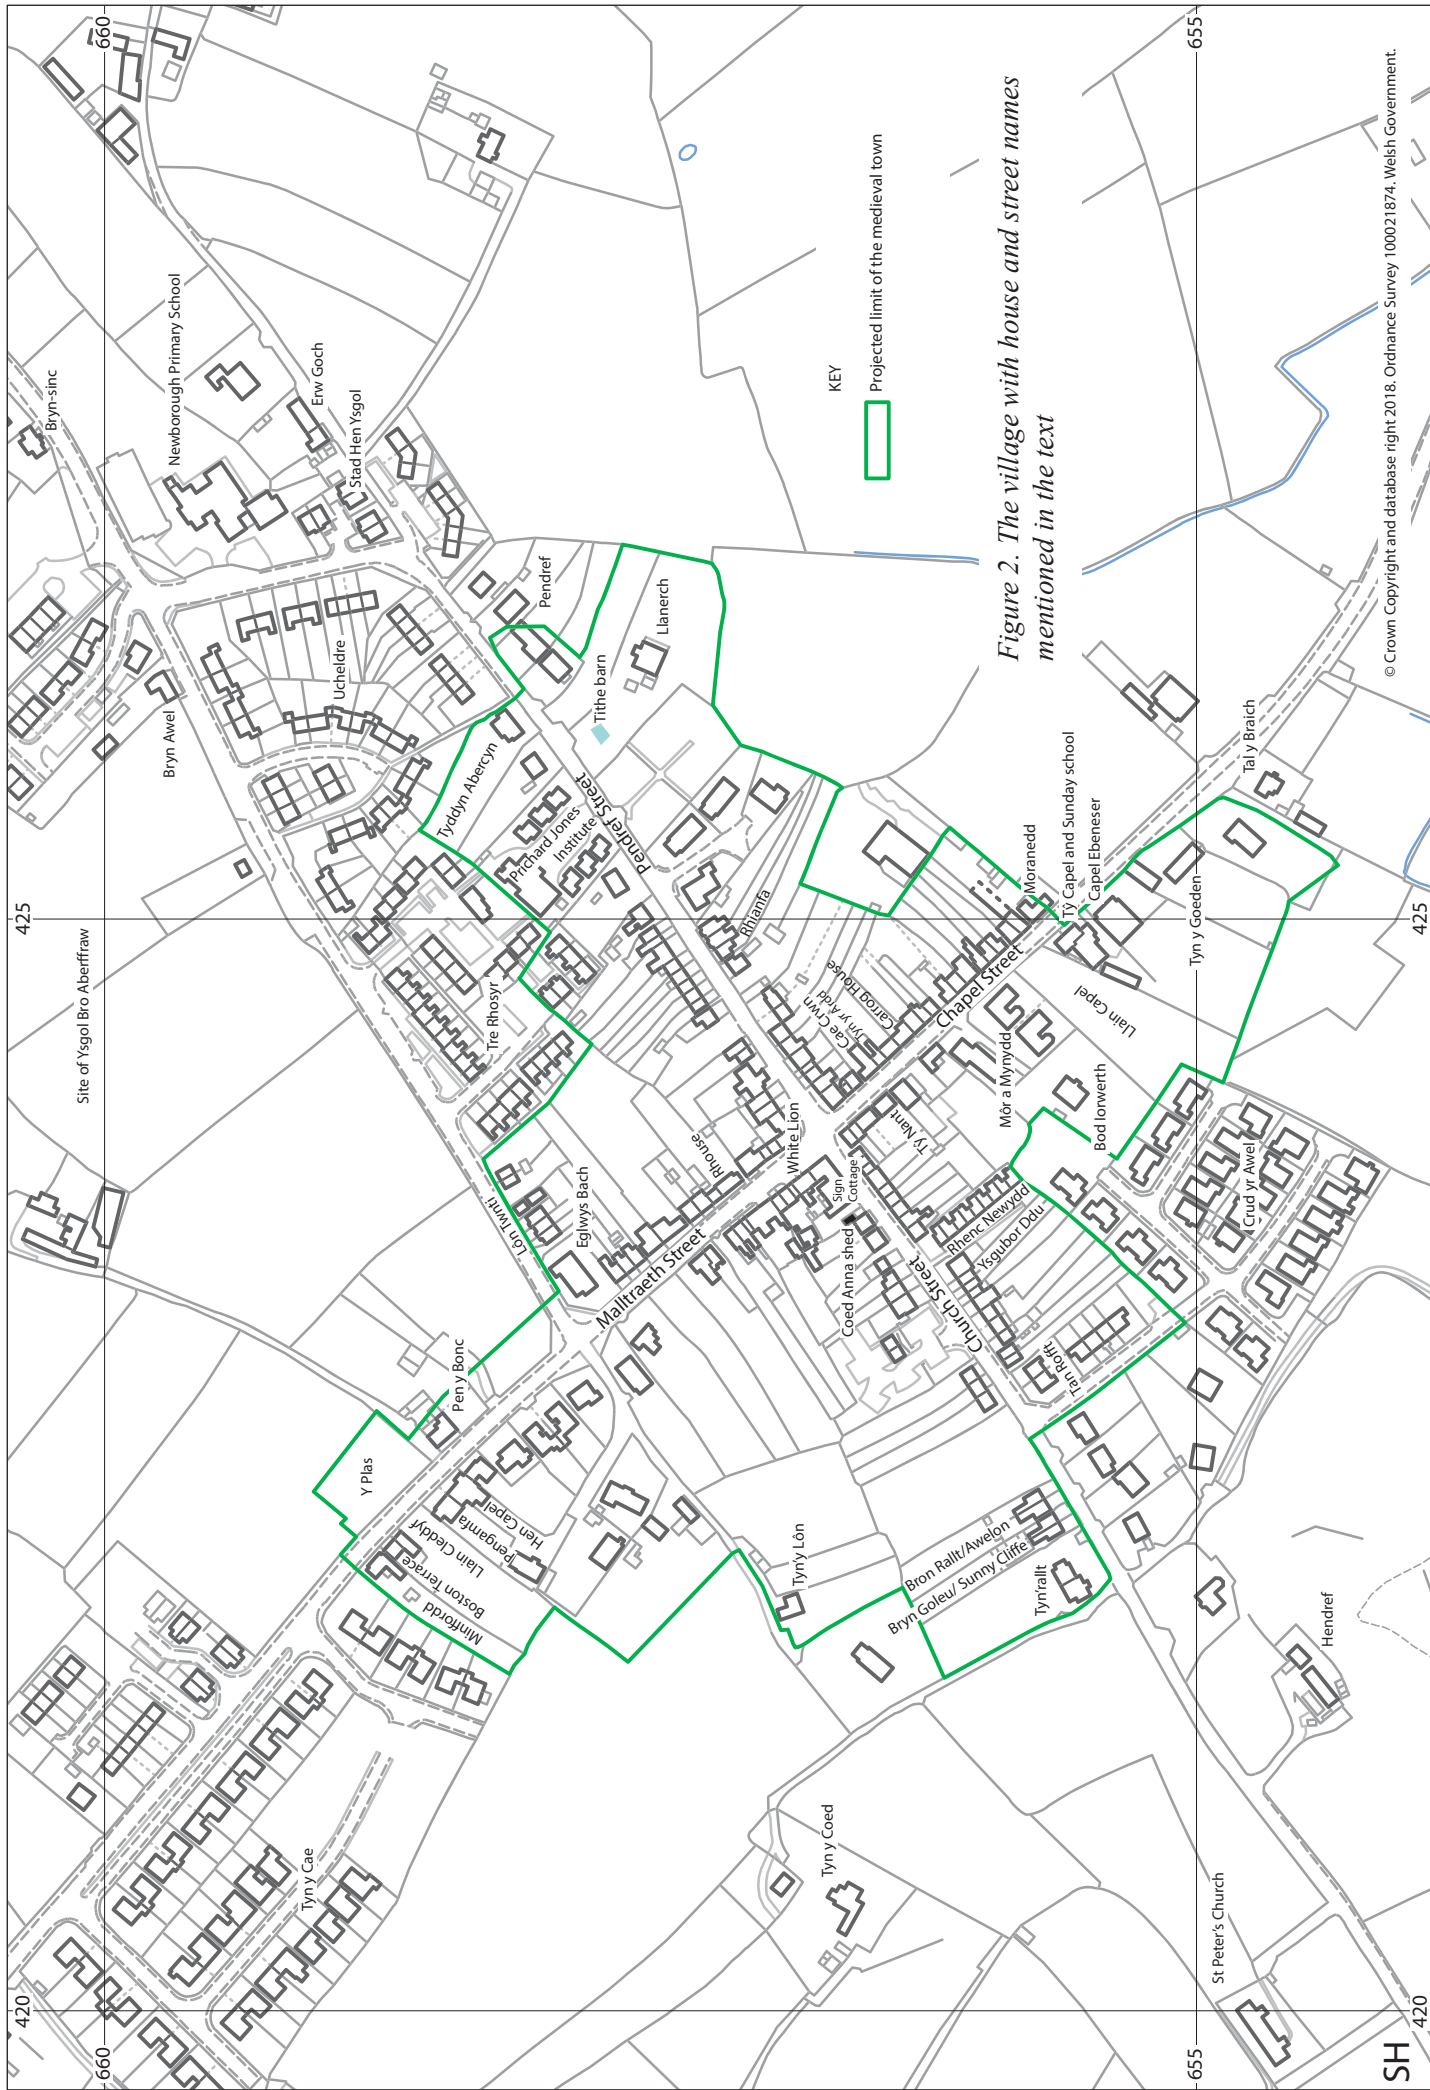 660
420
425
660
Site of Ysgol Bro Aberffraw
Bryn-sinc
Newborough Primary School
Erw Goch
Stad Hen Ysgol
Bryn Awel
Ucheldre
Pendref
Llanerch
Tithe barn
Tyddyn Abercyn
Prichard Jones
Institute
Pendref Street
Tre Rhosyr
Rhianfa
Lôn Twnti
Eglwys Bach
Rhouse
Malltraeth Street
White Lion
Sign
Cottage
Coed Anna shed
Church Street
Cae Crwn
Tyn yr Ardd
Carrog House
Chapel Street
Moranedd
Tŷ Capel and Sunday school
Capel Ebeneser
Tyn y Goeden
Tal y Braich
Llain Capel
Môr a Mynydd
Bod Iorwerth
Tŷ Nant
Rhenc Newydd
Ysgubor Ddu
Crud yr Awel
Tan Rofft
Pen y Bonc
Y Plas
Hen Capel
Pengamfa
Llain Cleddyf
Boston Terrace
Minffordd
Tyn y Cae
Tyn'y Lôn
Bron Rallt/Awelon
Bryn Goleu/ Sunny Cliffe
Tyn'rallt
Tyn y Coed
Hendref
St Peter's Church
KEY
Projected limit of the medieval town
Figure 2. The village with house and street names
mentioned in the text
655
655
SH
420
425
© Crown Copyright and database right 2018. Ordnance Survey 100021874. Welsh Government.